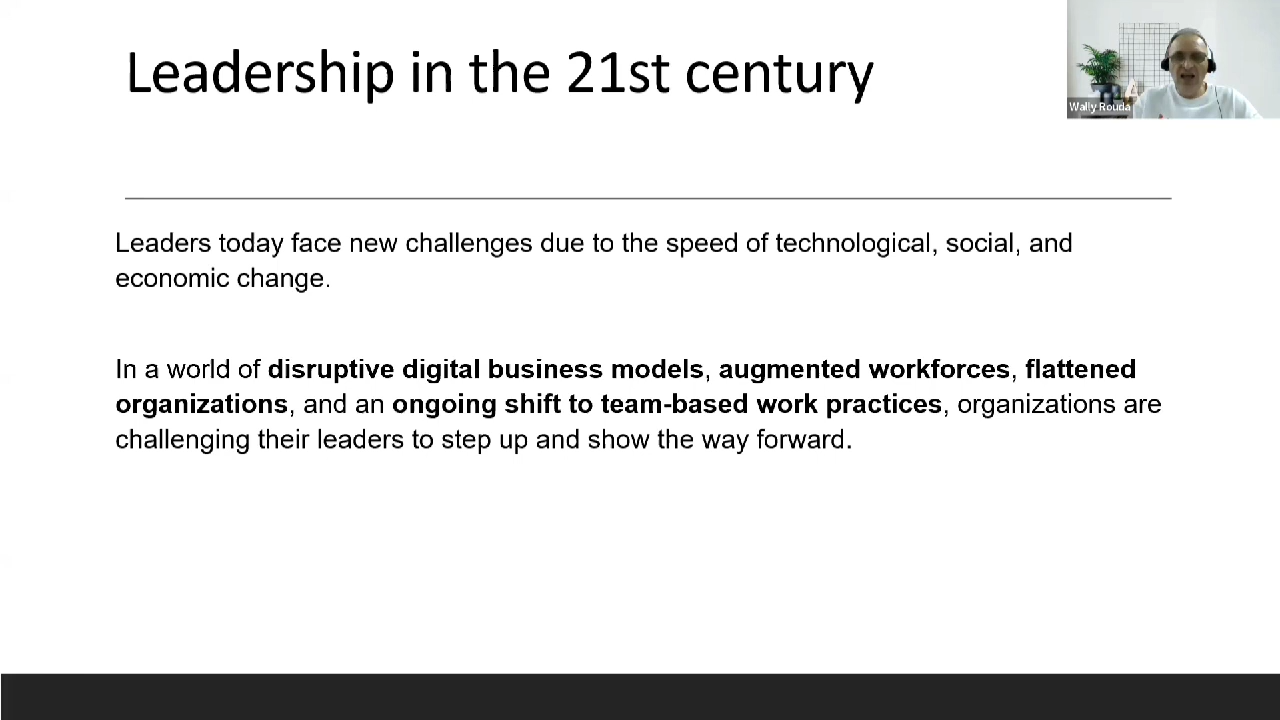 Leadership in the 21st century
Wally Rouda
Leaders today face new challenges due to the speed of technological, social, and
economic change.
In a world of disruptive digital business models, augmented workforces, flattened
organizations, and an ongoing shift to team-based work practices, organizations are
challenging their leaders to step up and show the way forward.